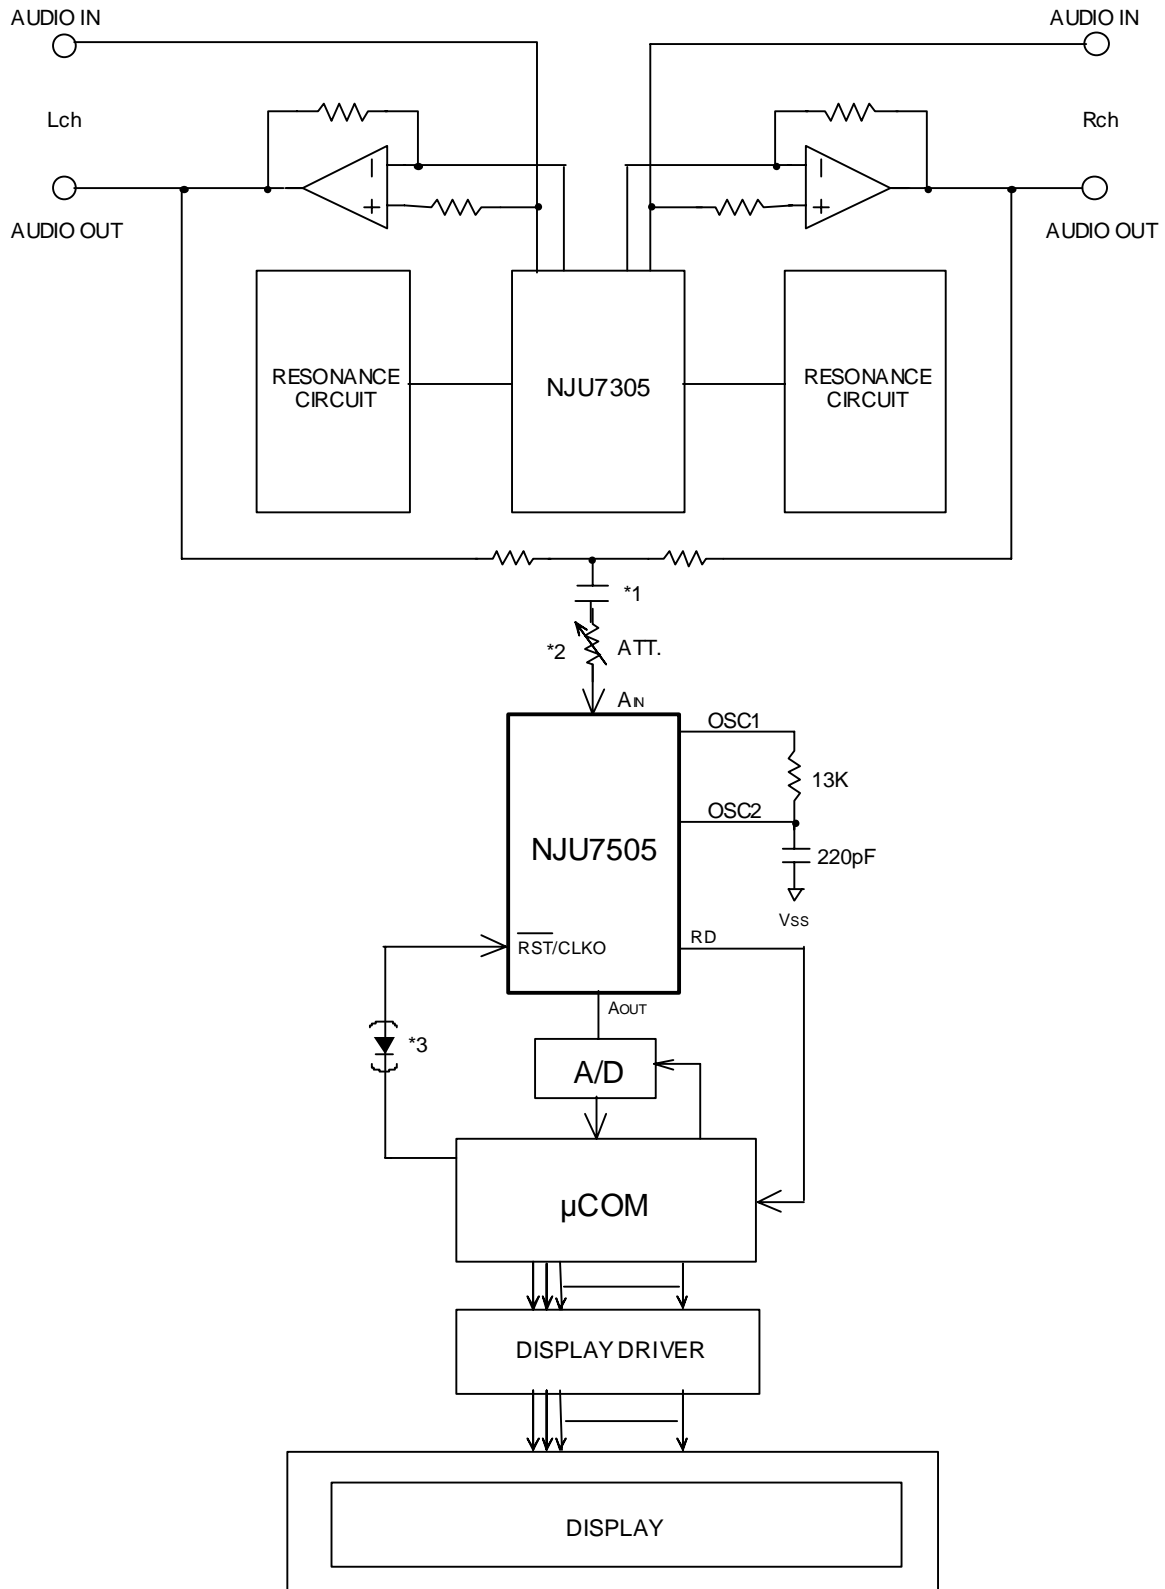 AUDIO IN
AUDIO IN
Lch
Rch
AUDIO OUT
AUDIO OUT
RESONANCE
CIRCUIT
NJU7305
RESONANCE
CIRCUIT
*1
*2
ATT.
AIN
OSC1
13K
OSC2
NJU7505
220pF
VSS
RST/CLKO
RD
AOUT
*3
A/D
µCOM
DISPLAY DRIVER
DISPLAY